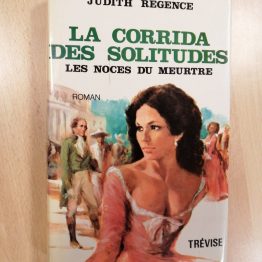 JUDITH REGENCE
LA CORRIDA
DES SOLITUDES
LES NOCES DU MEURTRE
ROMAN
TRÉVISE